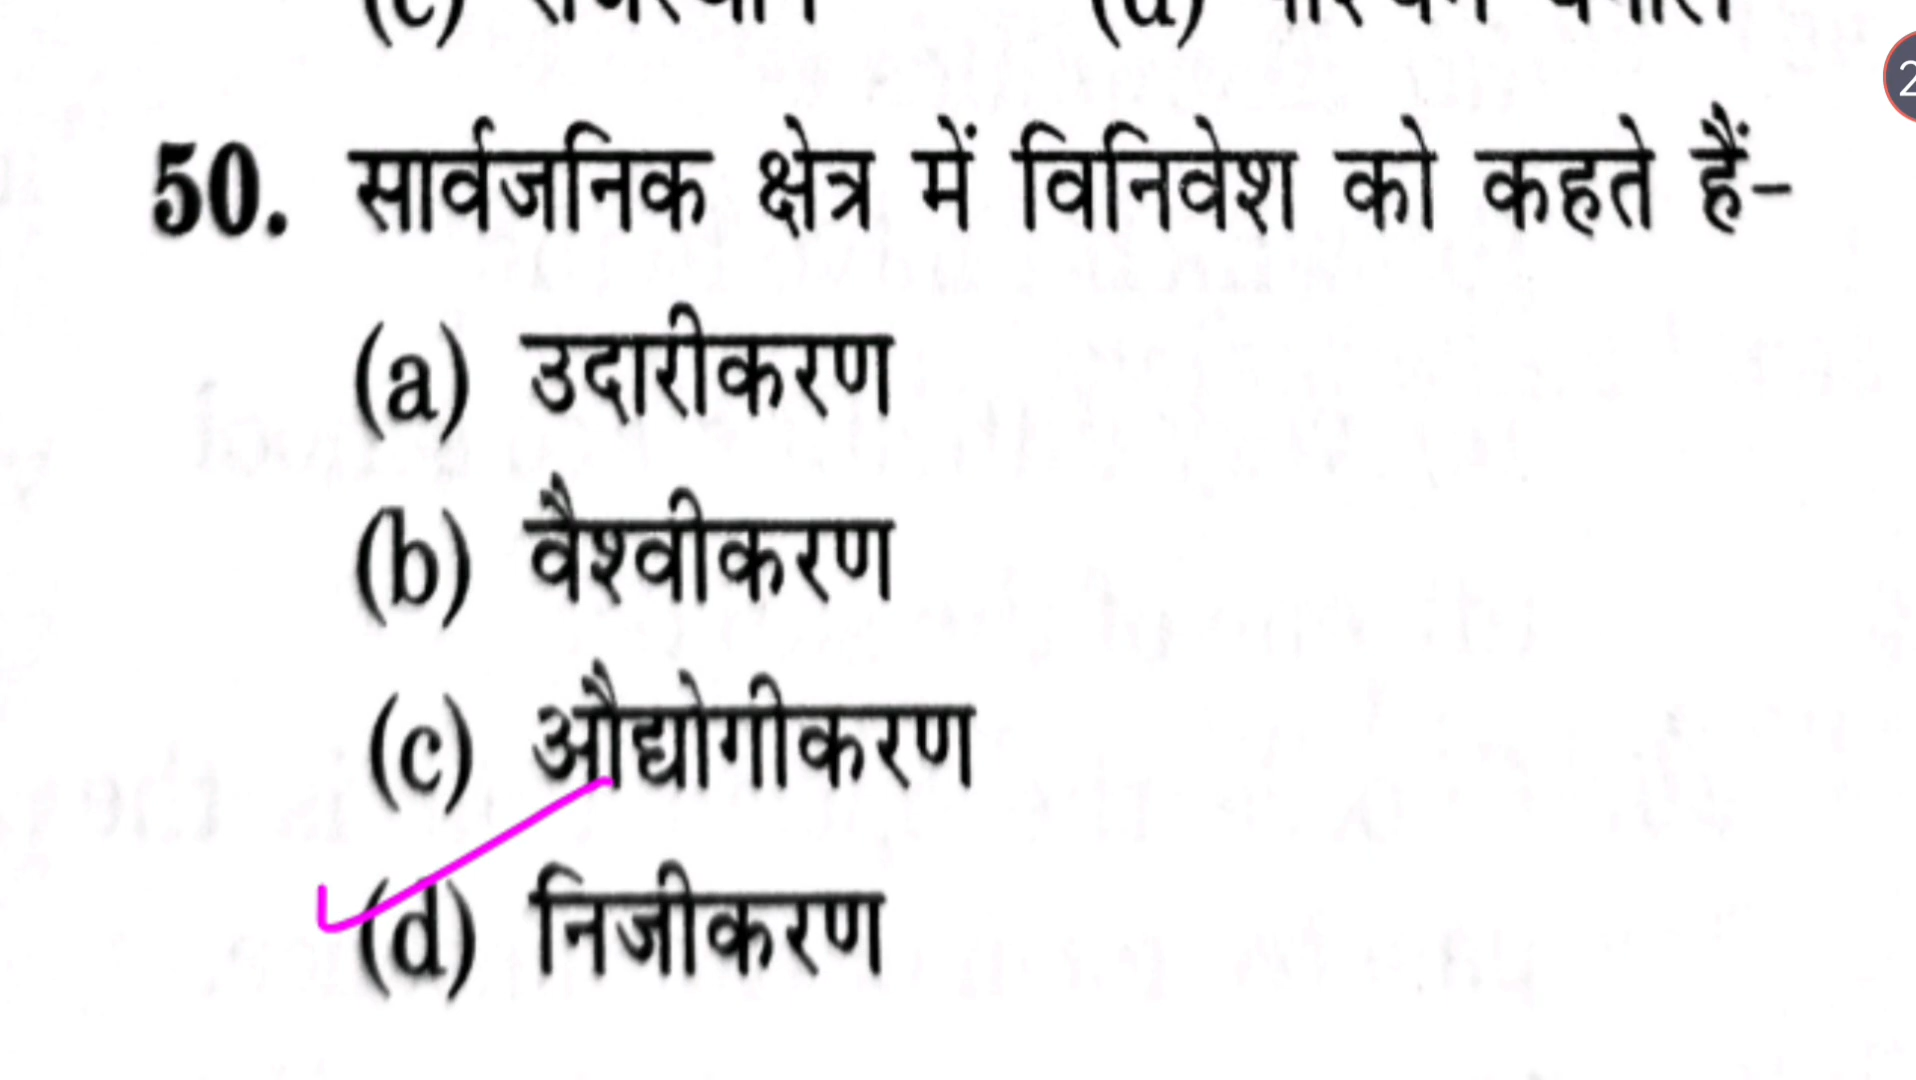 50. सार्वजनिक क्षेत्र में विनिवेश को कहते हैं-
(a) उदारीकरण
(b) वैश्वीकरण
(c) औद्योगीकरण
(d) निजीकरण